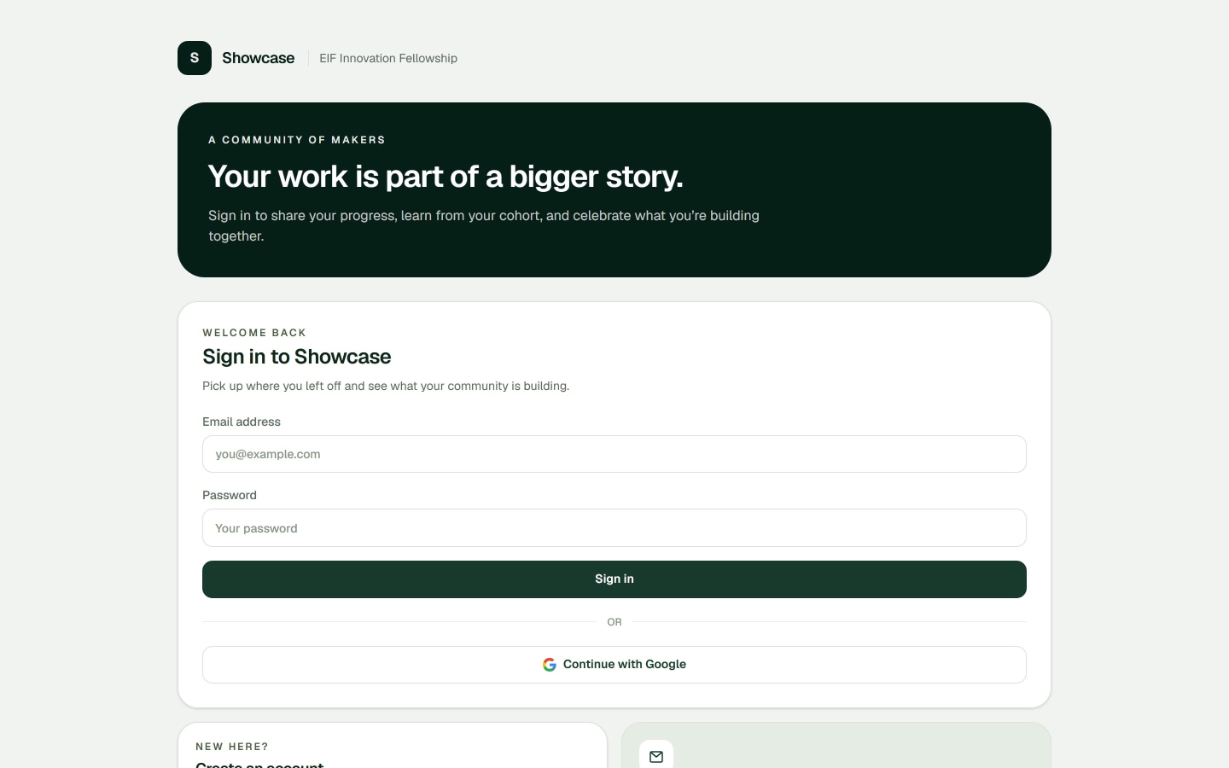 S
Showcase
EIF Innovation Fellowship
A COMMUNITY OF MAKERS
Your work is part of a bigger story.
Sign in to share your progress, learn from your cohort, and celebrate what you're building
together.
WELCOME BACK
Sign in to Showcase
Pick up where you left off and see what your community is building.
Email address
you@example.com
Password
Your password
Sign in
OR
Continue with Google
NEW HERE?
Create an account